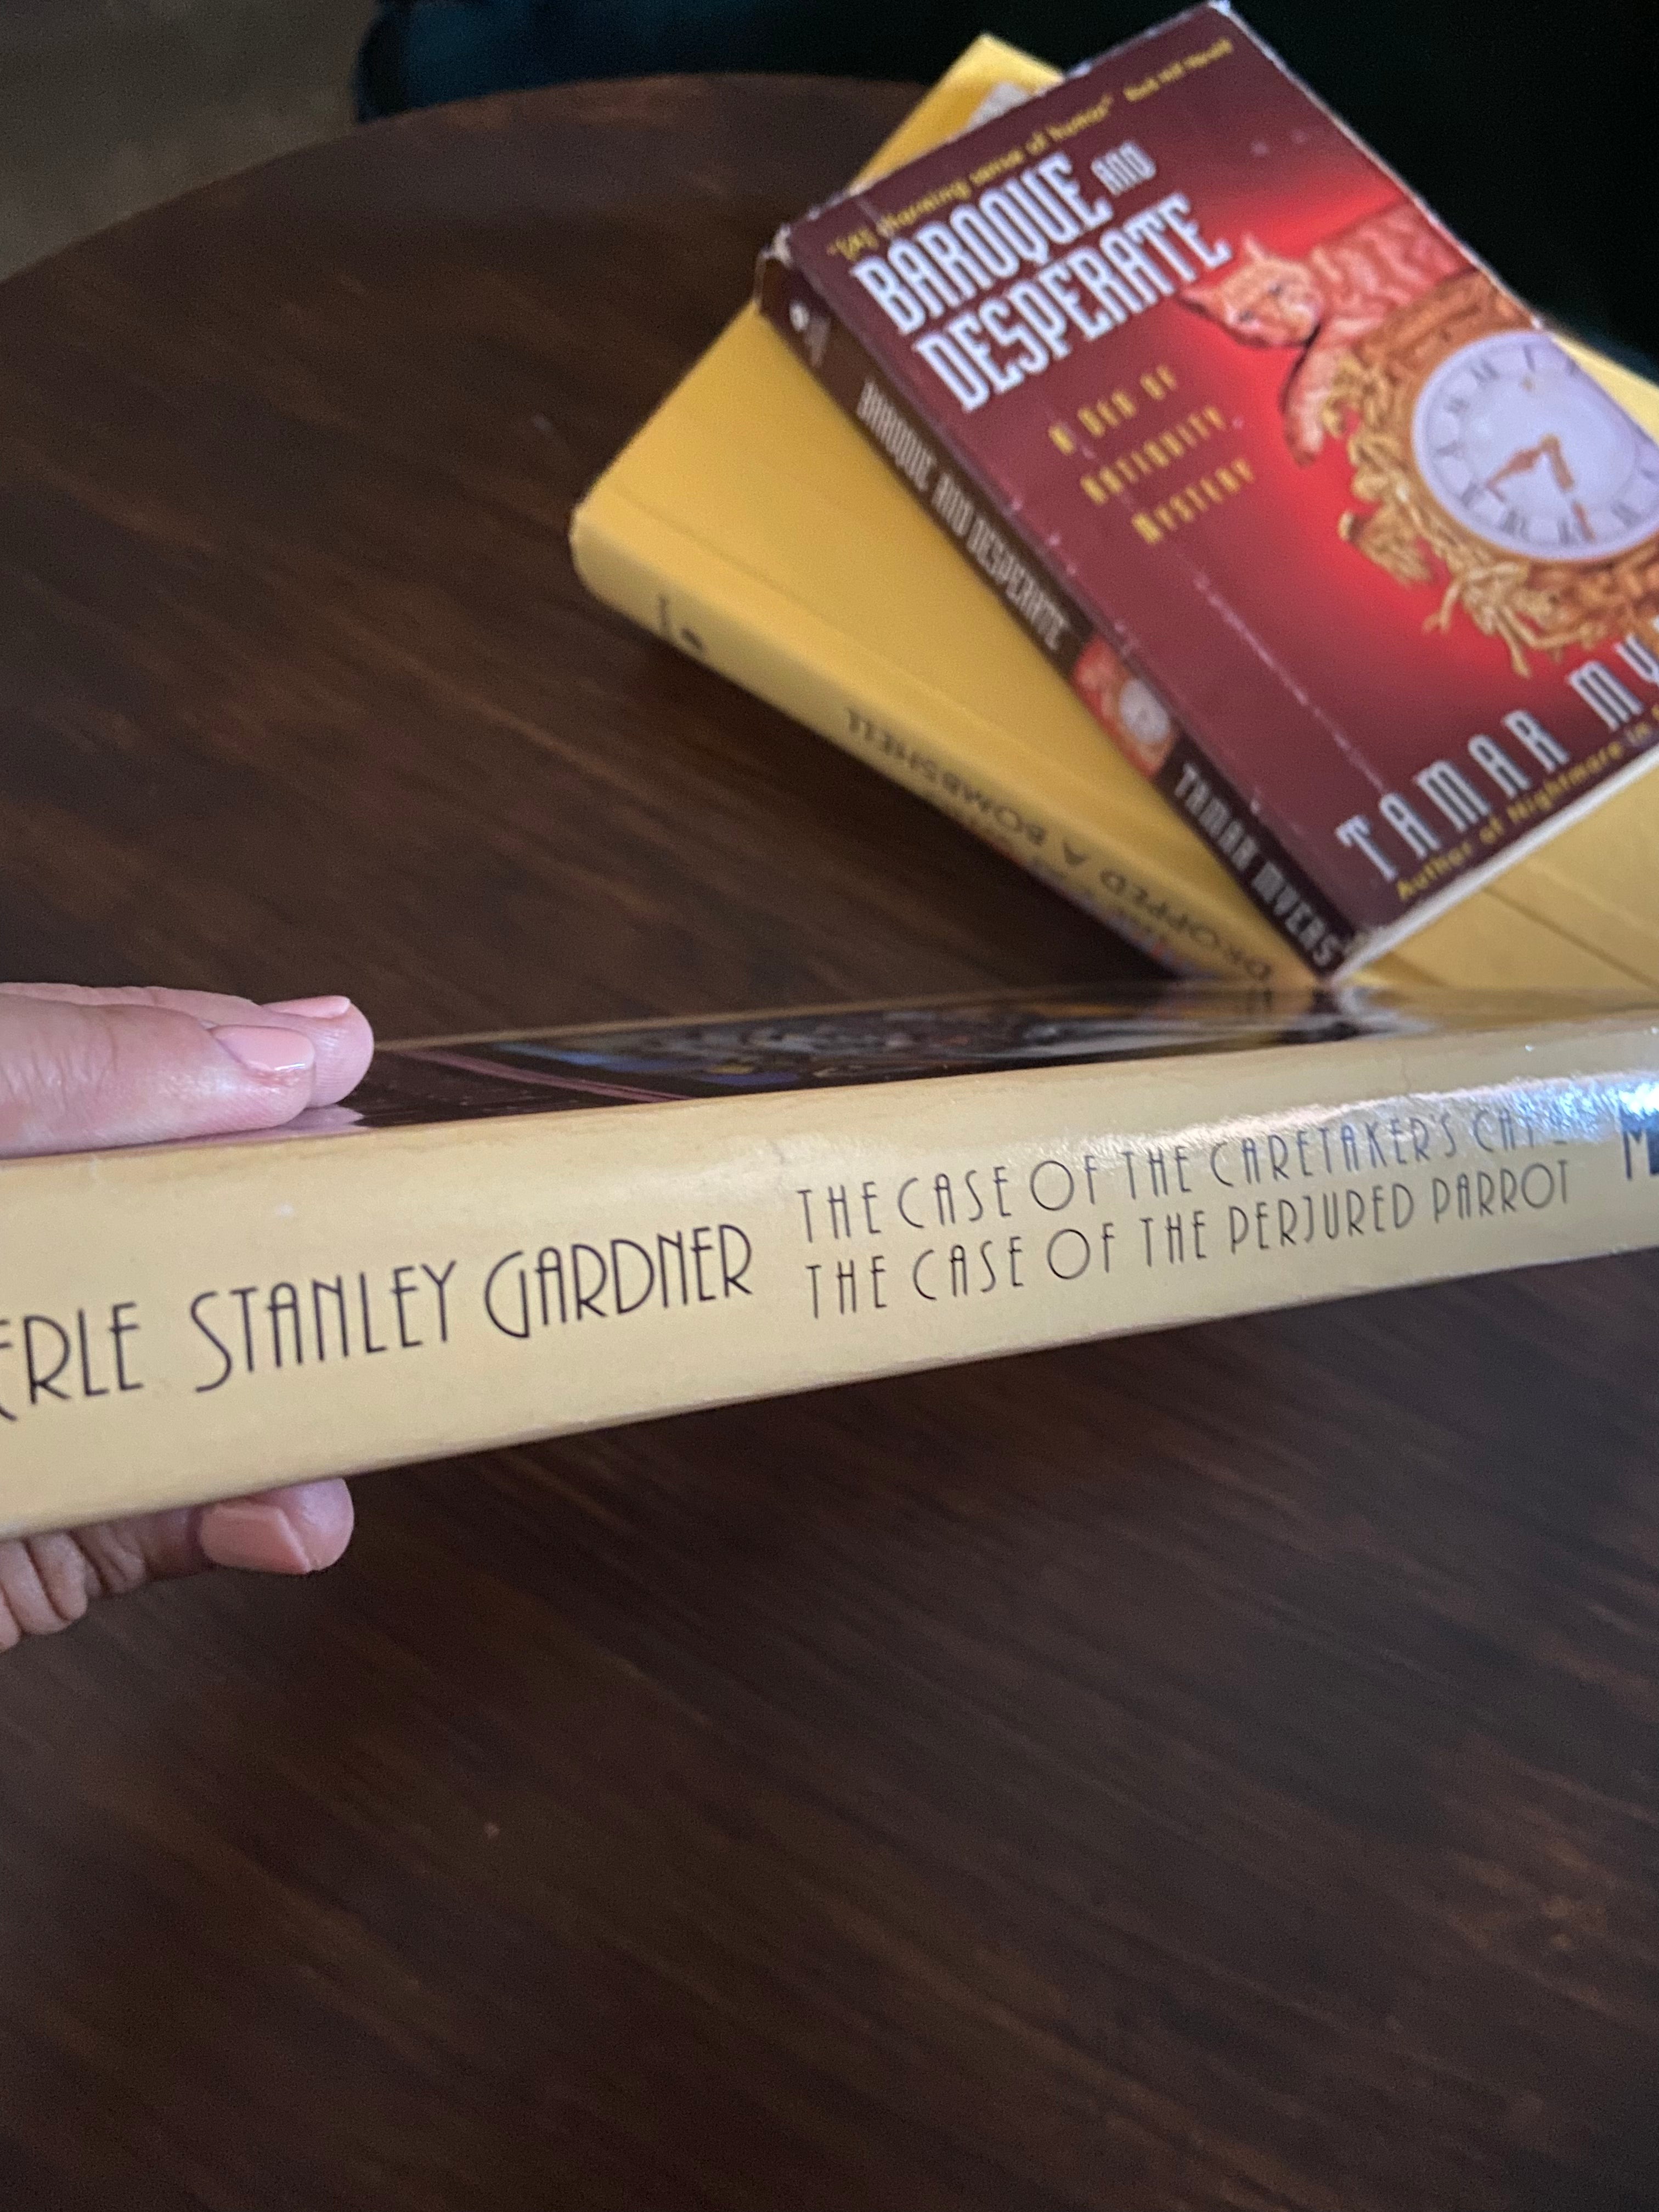 "
charming sense of humor"
BAROQUE AND
DESPERATE
A DEN OF
ANTIQUITY
MYSTERY
TAMAR MY
Author of Nightmare in
BAROQUE AND DESPERATE
TAMAR MYERS
DROPPED A BOMBSHELL
ERLE STANLEY GARDNER
THE CASE OF THE CARETAKER'S CAT
THE CASE OF THE PERJURED PARROT